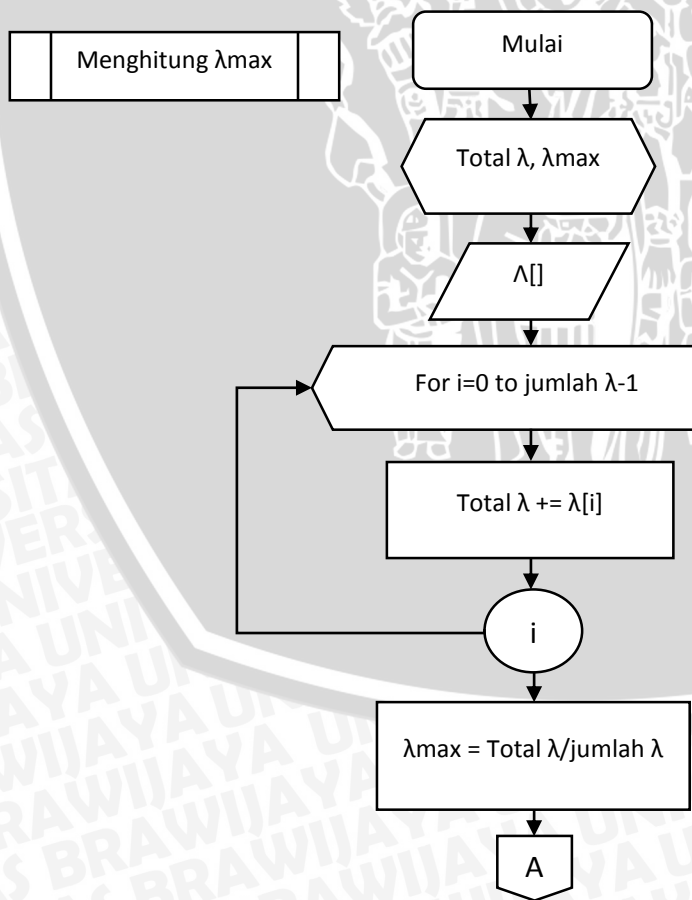 Menghitung λmax
Mulai
Total λ, λmax
Λ[]
For i=0 to jumlah λ-1
Total λ += λ[i]
i
λmax = Total λ/jumlah λ
A